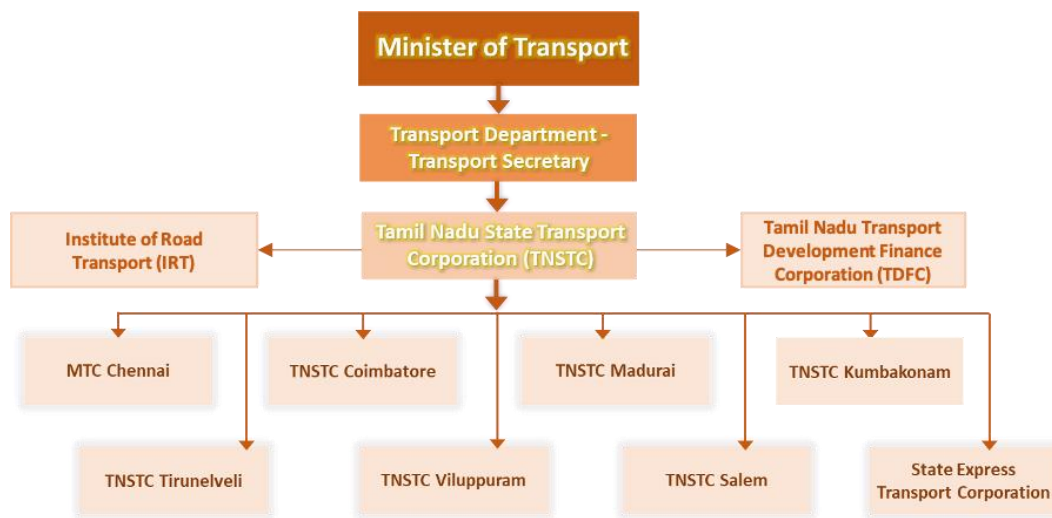 Minister of Transport
Transport Department -
Transport Secretary
Institute of Road
Transport (IRT)
Tamil Nadu State Transport
Corporation (TNSTC)
Tamil Nadu Transport
Development Finance
Corporation (TDFC)
MTC Chennai
TNSTC Coimbatore
TNSTC Madurai
TNSTC Kumbakonam
TNSTC Tirunelveli
TNSTC Viluppuram
TNSTC Salem
State Express
Transport Corporation